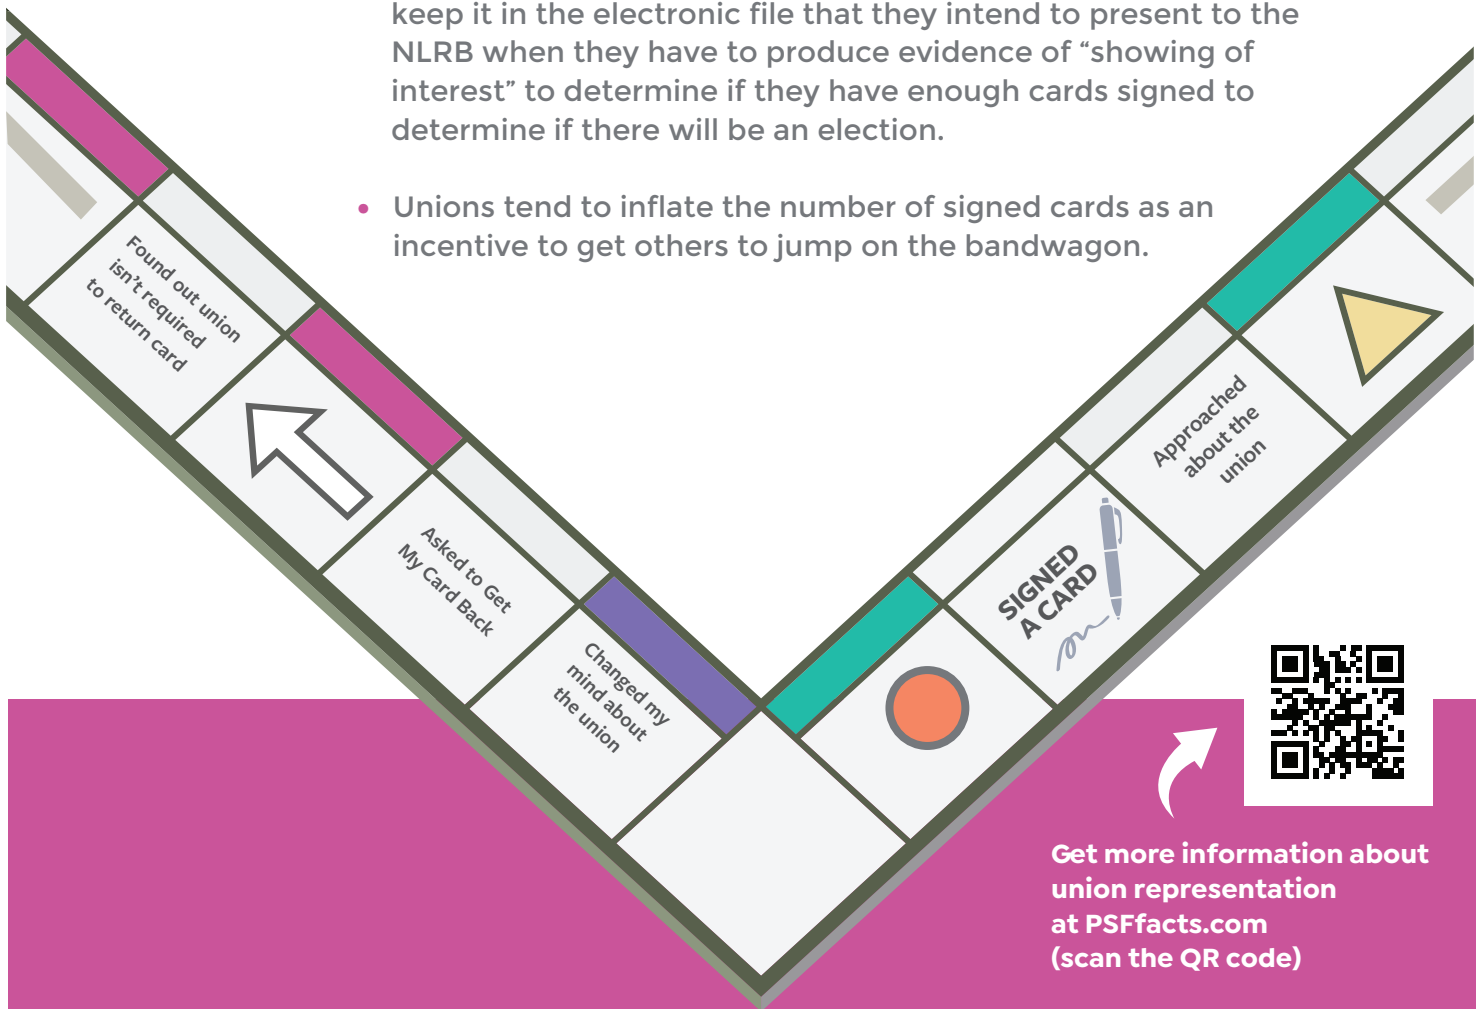 keep it in the electronic file that they intend to present to the
NLRB when they have to produce evidence of “showing of
interest” to determine if they have enough cards signed to
determine if there will be an election.
• Unions tend to inflate the number of signed cards as an
incentive to get others to jump on the bandwagon.
Found out union
isn’t required
to return card
Asked to Get
My Card Back
Changed my
mind about
the union
SIGNED
A CARD
Approached
about the
union
Get more information about
union representation
at PSFfacts.com
(scan the QR code)